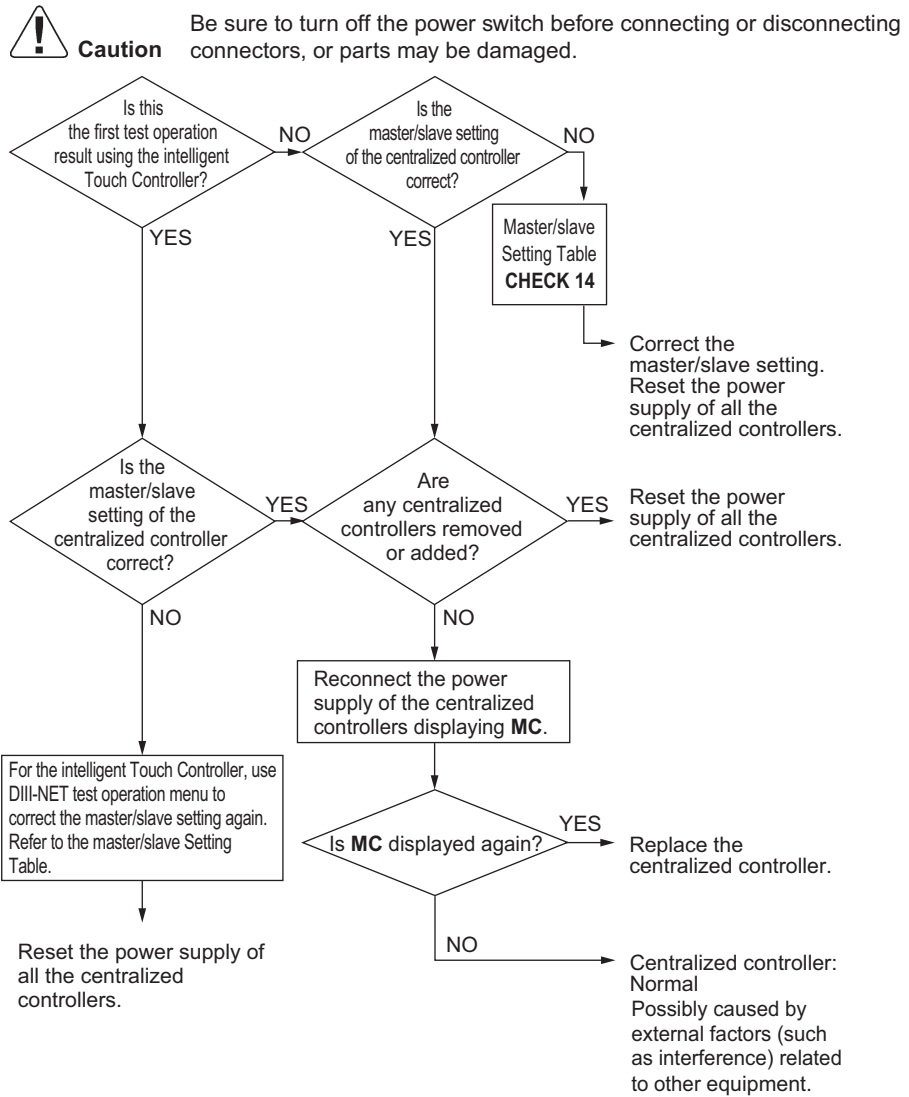 Be sure to turn off the power switch before connecting or disconnecting
Caution
connectors, or parts may be damaged.
Is this
the first test operation
result using the intelligent
Touch Controller?
NO
Is the
master/slave setting
of the centralized controller
correct?
NO
YES
YES
Master/slave
Setting Table
CHECK 14
Correct the
master/slave setting.
Reset the power
supply of all the
centralized controllers.
Is the
master/slave
setting of the
centralized controller
correct?
YES
Are
any centralized
controllers removed
or added?
YES
Reset the power
supply of all the
centralized controllers.
NO
NO
Reconnect the power
supply of the centralized
controllers displaying MC.
For the intelligent Touch Controller, use
DIII-NET test operation menu to
correct the master/slave setting again.
Refer to the master/slave Setting
Table.
Is MC displayed again?
YES
Replace the
centralized controller.
Reset the power supply of
all the centralized
controllers.
NO
Centralized controller:
Normal
Possibly caused by
external factors (such
as interference) related
to other equipment.